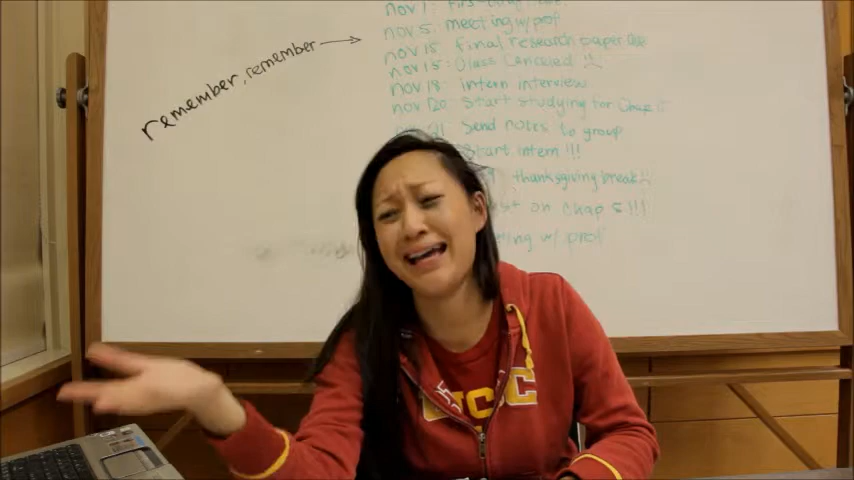 nov 1:
nov 5: meeting w/ prof
nov 15 final research paper due
nov 15: Class Canceled !!
nov 18: intern interview
nov 20 Start studying for Chap 5
Send notes to group
Start intern !!!
thanksgiving break!!
on chap 5!!!
w/ prof
remember, remember
USC